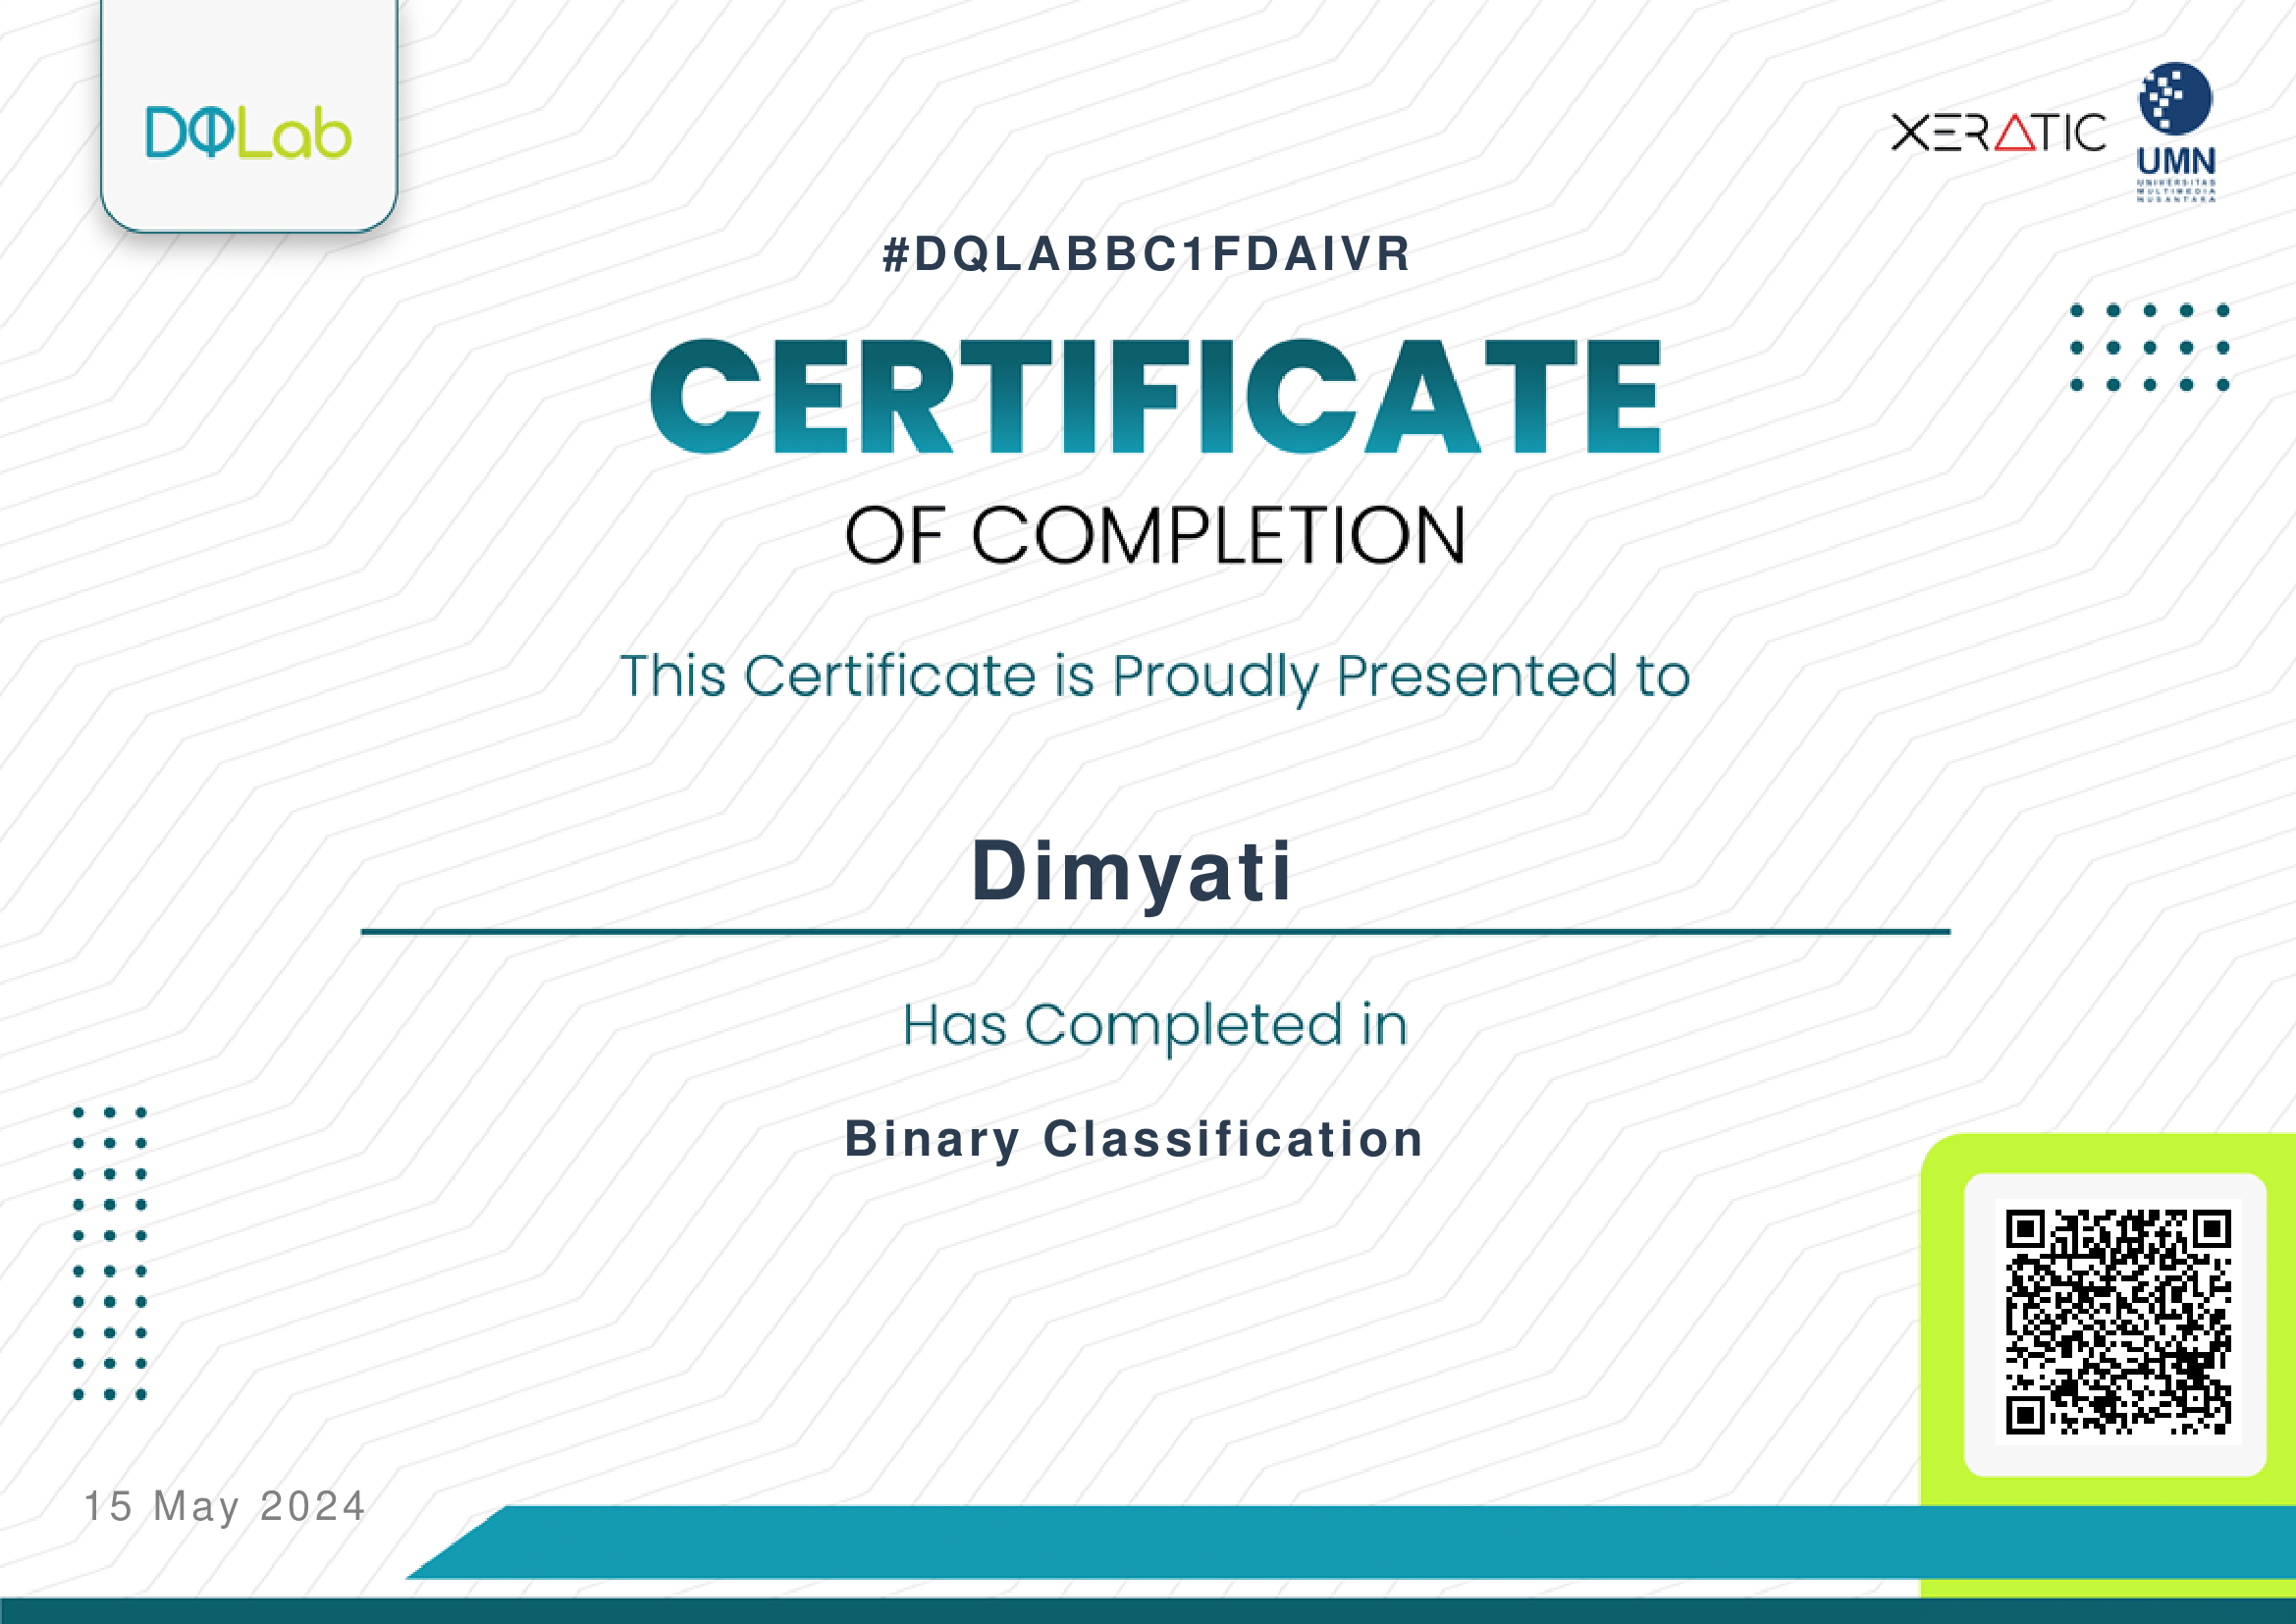 DQLab
XERATIC
UMN
UNIVERSITAS
MULTIMEDIA
NUSANTARA
#DQLABBC1FDAIVR
CERTIFICATE
OF COMPLETION
This Certificate is Proudly Presented to
Dimyati
Has Completed in
Binary Classification
15 May 2024